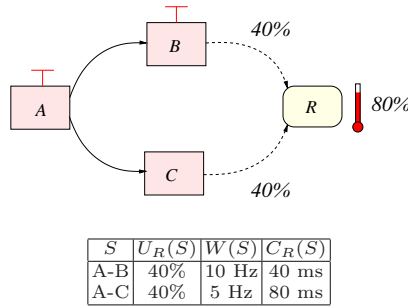 B
40%
A
R
80%
C
40%
S U_R(S) W(S) C_R(S)
A-B 40% 10 Hz 40 ms
A-C 40% 5 Hz 80 ms